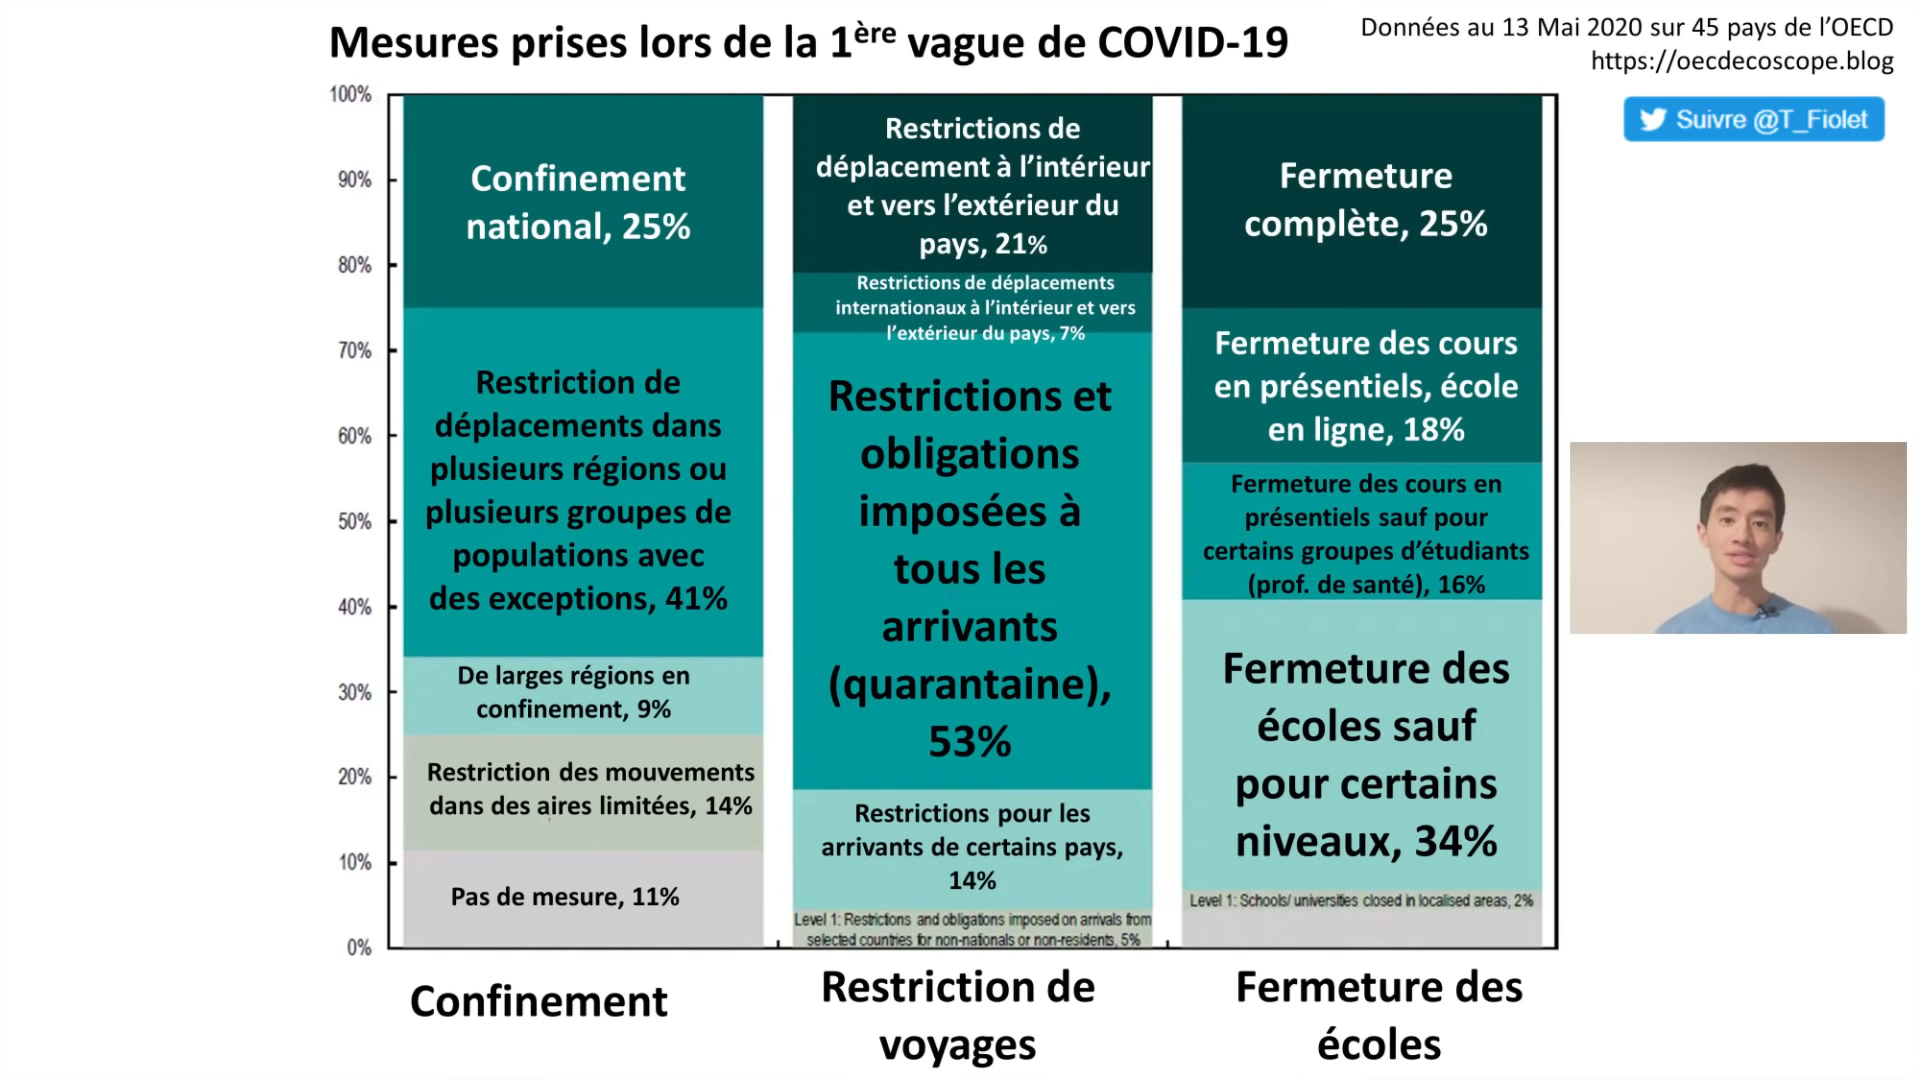 Mesures prises lors de la 1ère vague de COVID-19
Données au 13 Mai 2020 sur 45 pays de l'OECD
https://oecdecoscope.blog
Suivre @T_Fiolet
100%
90%
80%
70%
60%
50%
40%
30%
20%
10%
0%
Confinement
national, 25%
Restriction de
déplacements dans
plusieurs régions ou
plusieurs groupes de
populations avec
des exceptions, 41%
De larges régions en
confinement, 9%
Restriction des mouvements
dans des aires limitées, 14%
Pas de mesure, 11%
Confinement
Restrictions de
déplacement à l'intérieur
et vers l'extérieur du
pays, 21%
Restrictions de déplacements
internationaux à l'intérieur et vers
l'extérieur du pays, 7%
Restrictions et
obligations
imposées à
tous les
arrivants
(quarantaine),
53%
Restrictions pour les
arrivants de certains pays,
14%
Level 1: Restrictions and obligations imposed on arrivals from
selected countries for non-nationals or non-residents, 5%
Restriction de
voyages
Fermeture
complète, 25%
Fermeture des cours
en présentiels, école
en ligne, 18%
Fermeture des cours en
présentiels sauf pour
certains groupes d'étudiants
(prof. de santé), 16%
Fermeture des
écoles sauf
pour certains
niveaux, 34%
Level 1: Schools/ universities closed in localised areas, 2%
Fermeture des
écoles